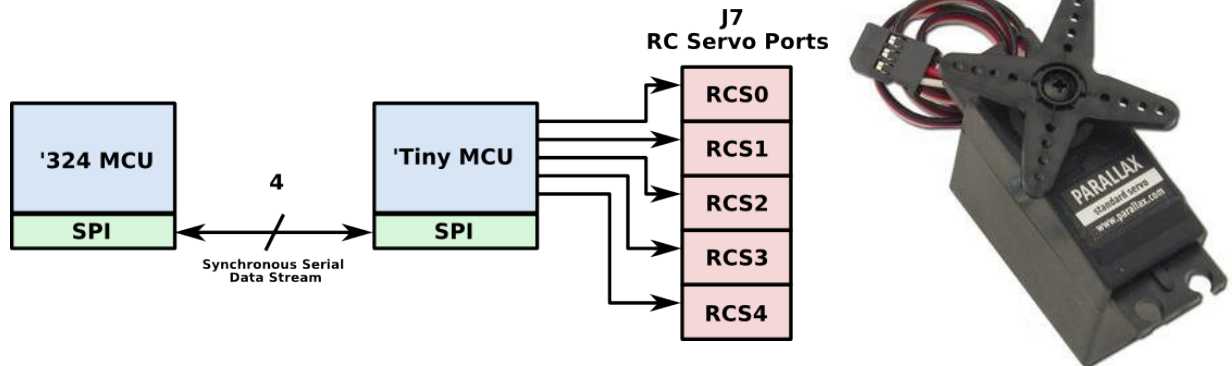 J7
RC Servo Ports
'324 MCU
SPI
4
Synchronous Serial
Data Stream
'Tiny MCU
SPI
RCS0
RCS1
RCS2
RCS3
RCS4
PARALLAX
standard servo
www.parallax.com